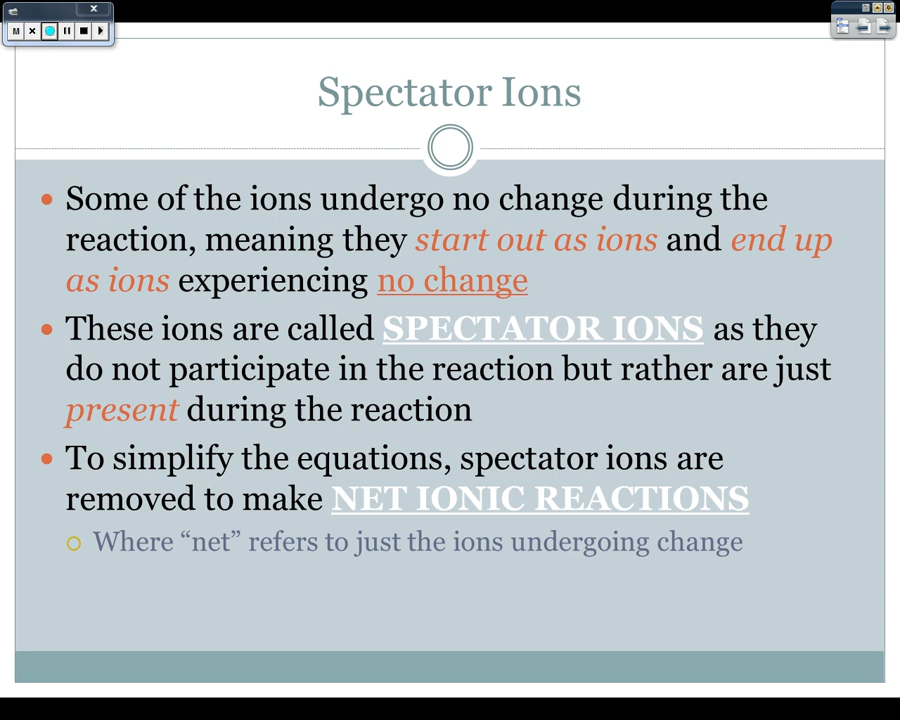 M
Spectator Ions
Some of the ions undergo no change during the
reaction, meaning they start out as ions and end up
as ions experiencing no change
These ions are called SPECTATOR IONS as they
do not participate in the reaction but rather are just
present during the reaction
To simplify the equations, spectator ions are
removed to make NET IONIC REACTIONS
Where “net” refers to just the ions undergoing change